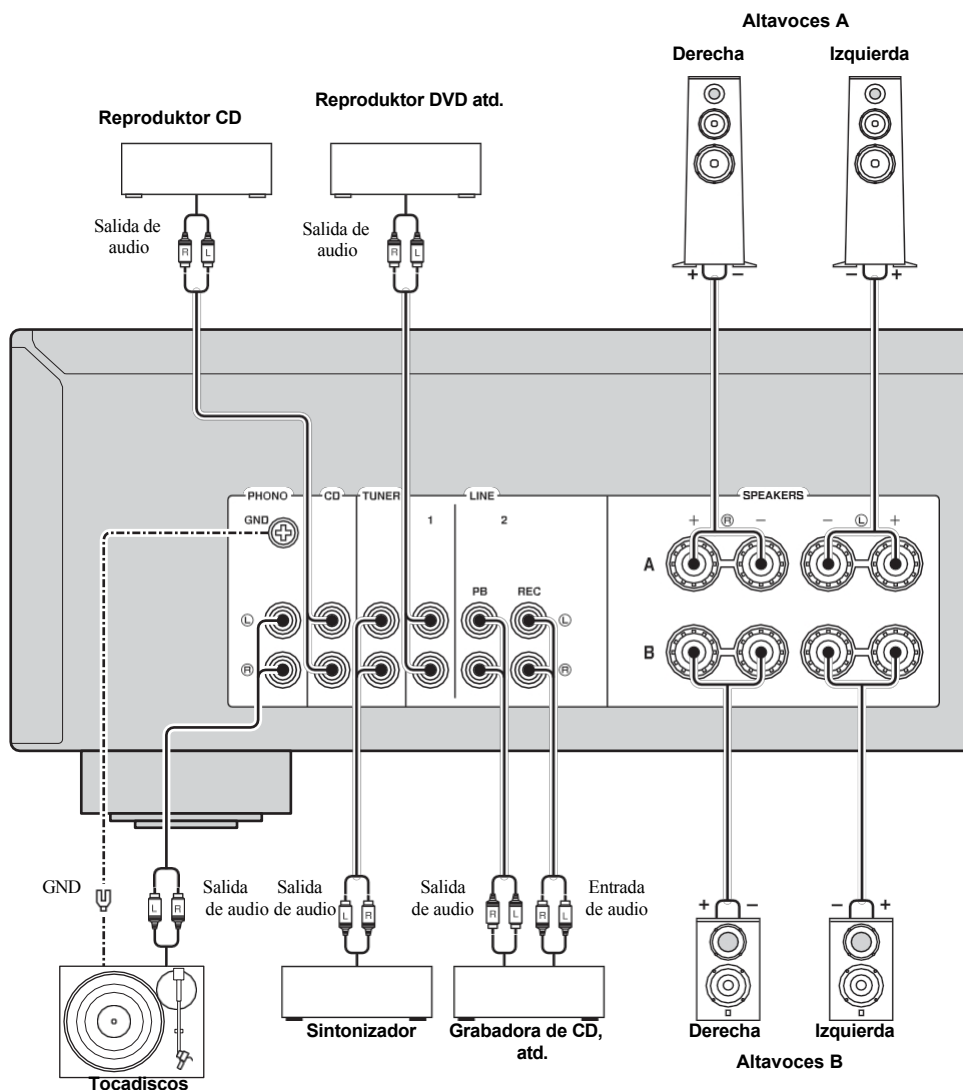 Altavoces A
Derecha
Izquierda
Reproduktor CD
Reproduktor DVD atd.
Salida de
audio
R
L
Salida de
audio
R
L
+
−
−
+
PHONO
CD
TUNER
LINE
SPEAKERS
GND
1
2
+
R
−
−
L
+
A
PB
REC
L
L
R
R
B
GND
L
R
Salida
de audio
Salida
de audio
L
R
Salida
de audio
R
L
R
L
Entrada
de audio
+
−
−
+
Tocadiscos
Sintonizador
Grabadora de CD,
atd.
Derecha
Izquierda
Altavoces B